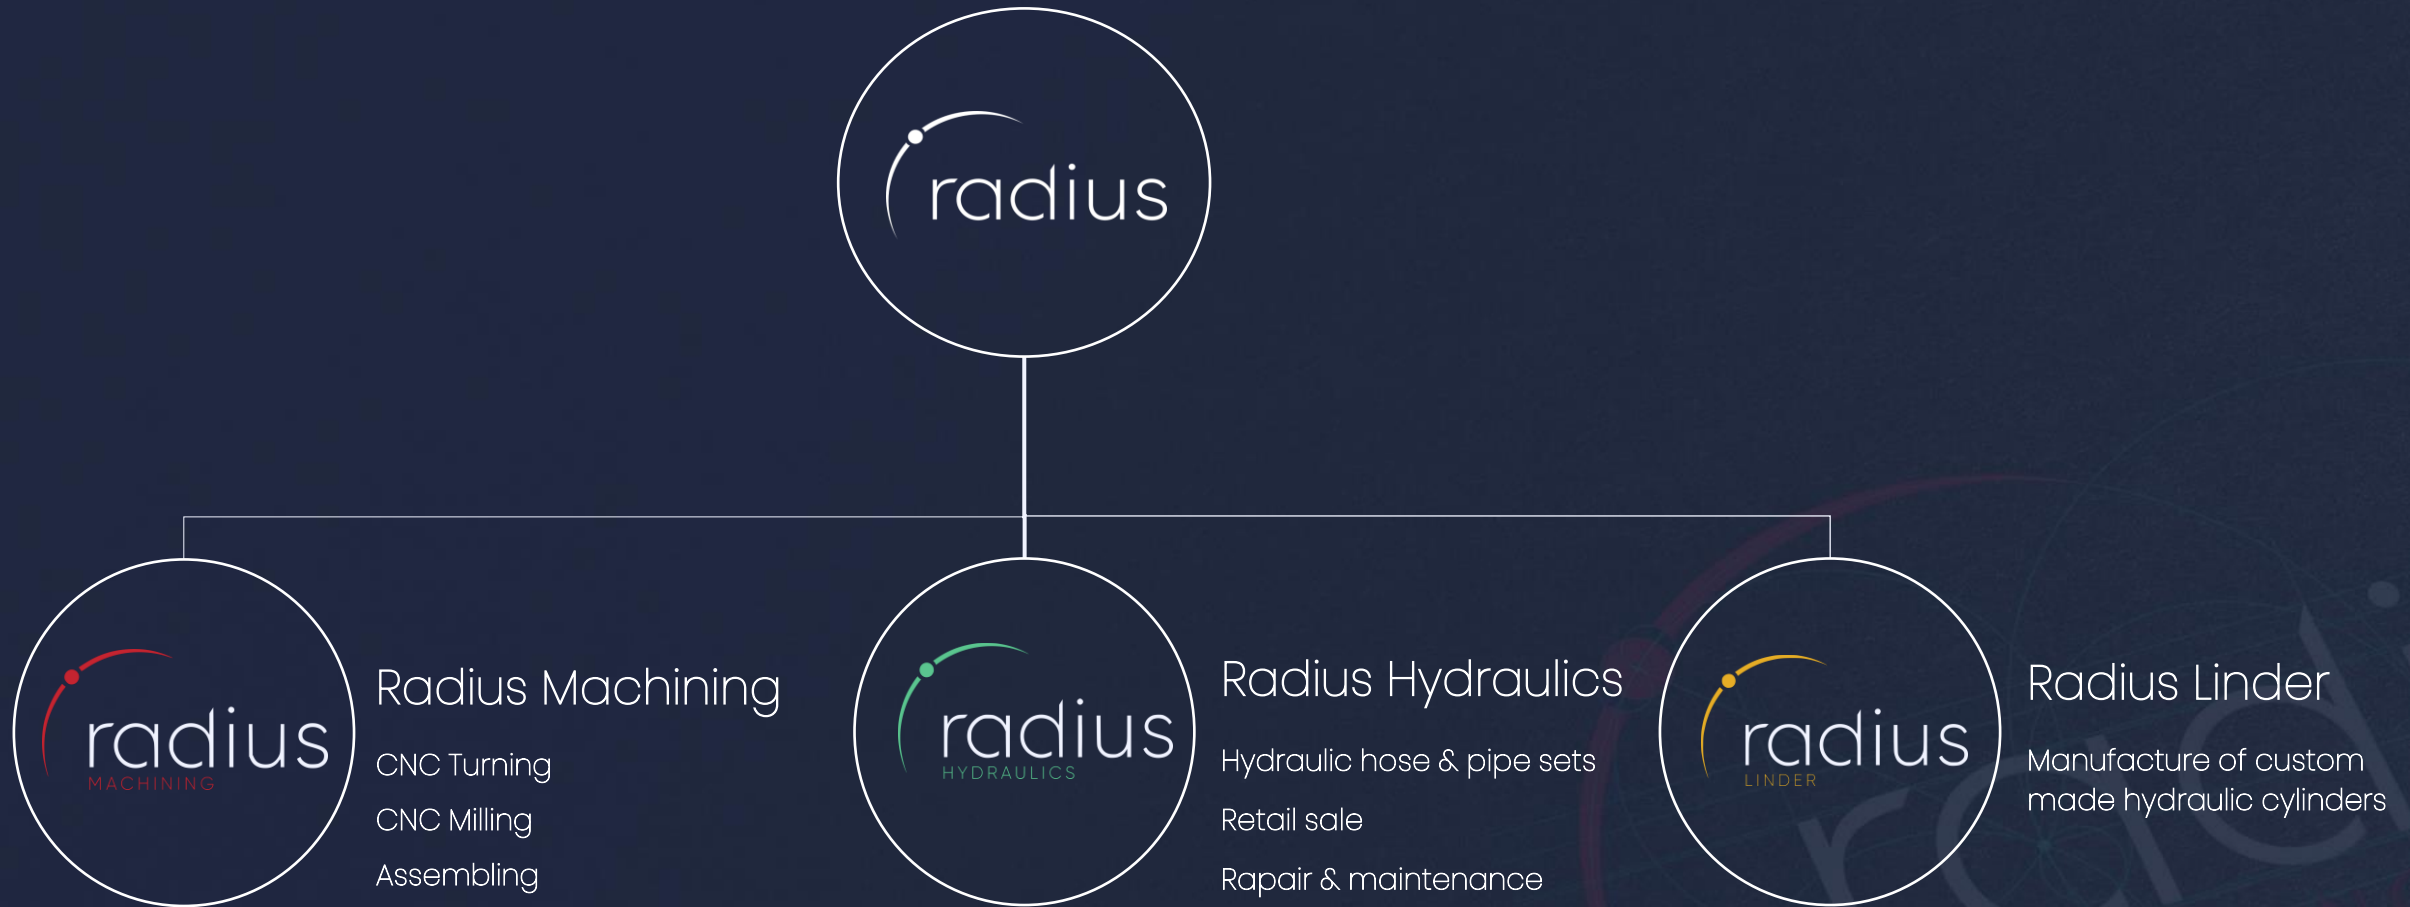 radius
radius
MACHINING
Radius Machining
CNC Turning
CNC Milling
Assembling
radius
HYDRAULICS
Radius Hydraulics
Hydraulic hose & pipe sets
Retail sale
Rapair & maintenance
radius
LINDER
Radius Linder
Manufacture of custom
made hydraulic cylinders
radi